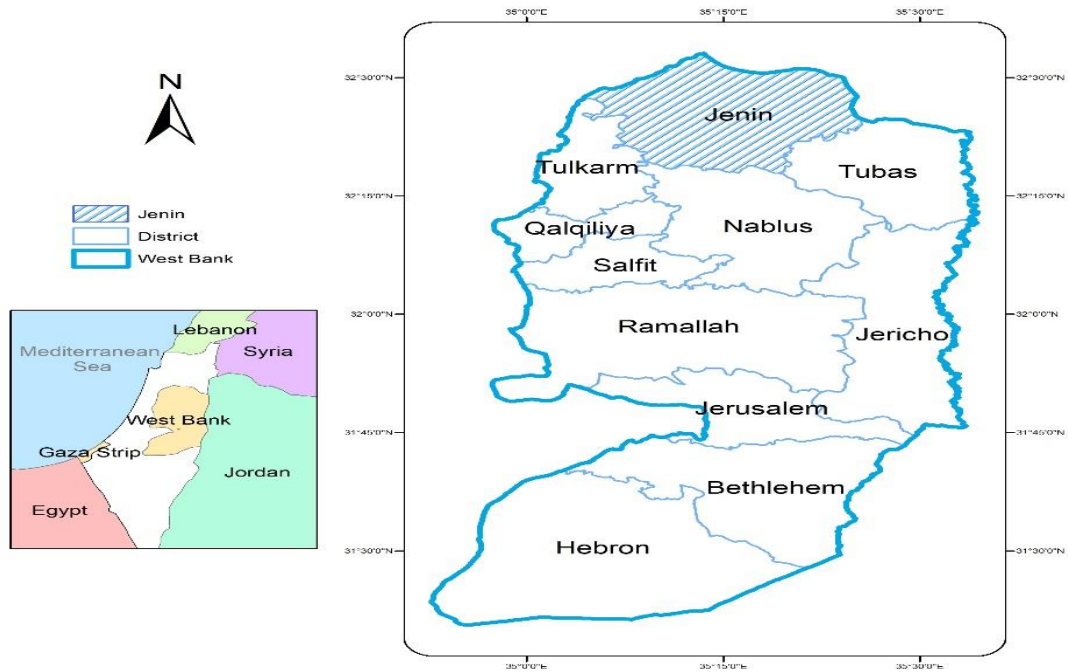 35°0'0"E 35°15'0"E 35°30'0"E
32°30'0"N 32°30'0"N
N
Jenin
Tulkarm
Tubas
32°15'0"N 32°15'0"N
Jenin
District
West Bank
Qalqiliya
Nablus
Salfit
32°0'0"N 32°0'0"N
Ramallah
Jericho
Lebanon
Mediterranean
Sea
Syria
West Bank
Gaza Strip
Jordan
Egypt
Jerusalem
31°45'0"N 31°45'0"N
Bethlehem
Hebron
31°30'0"N 31°30'0"N
35°0'0"E 35°15'0"E 35°30'0"E